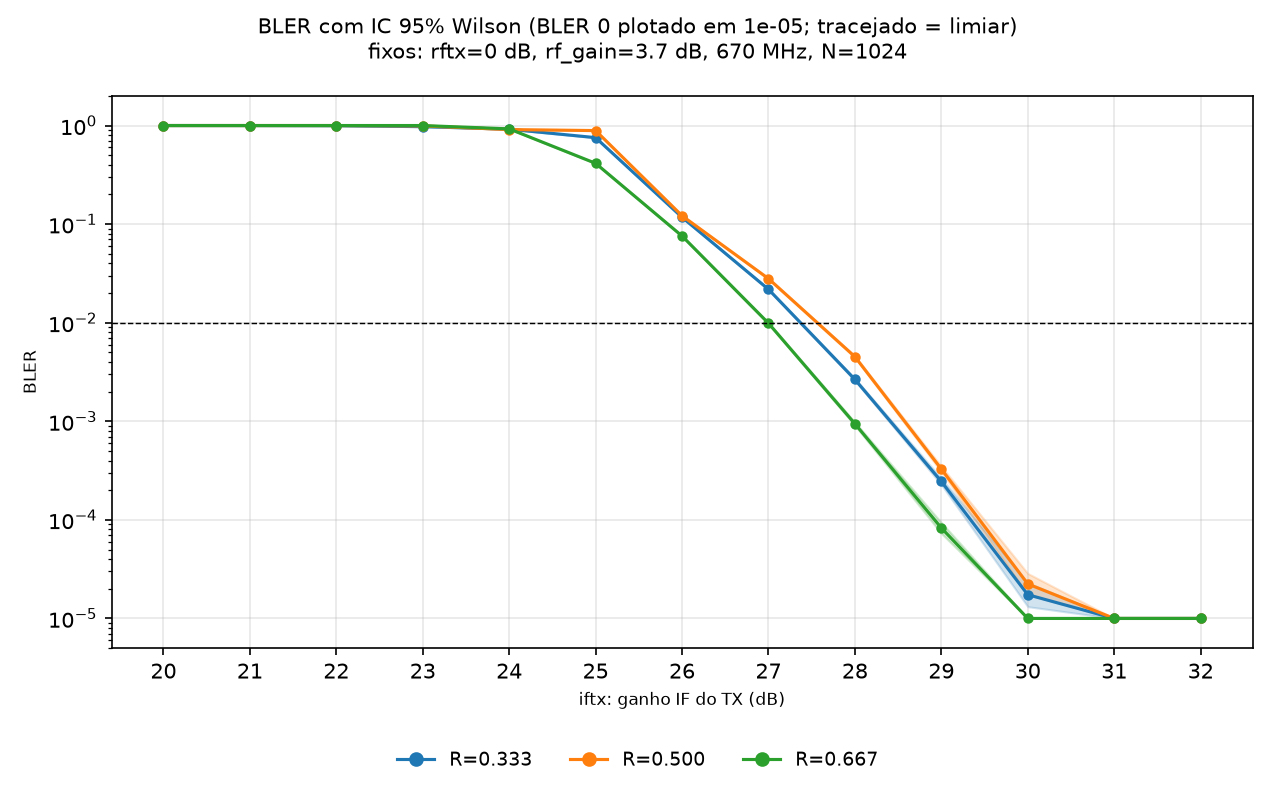 BLER com IC 95% Wilson (BLER 0 plotado em 1e-05; tracejado = limiar)
fixos: rftx=0 dB, rf_gain=3.7 dB, 670 MHz, N=1024
BLER
10⁰
10⁻¹
10⁻²
10⁻³
10⁻⁴
10⁻⁵
20 21 22 23 24 25 26 27 28 29 30 31 32
iftx: ganho IF do TX (dB)
R=0.333 R=0.500 R=0.667